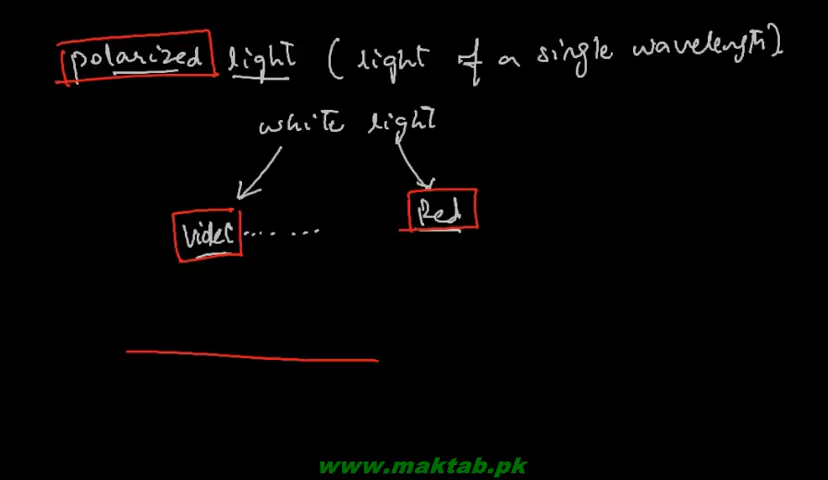 polarized light (light of a single wavelength)
white light
Violet ....... Red
www.maktab.pk